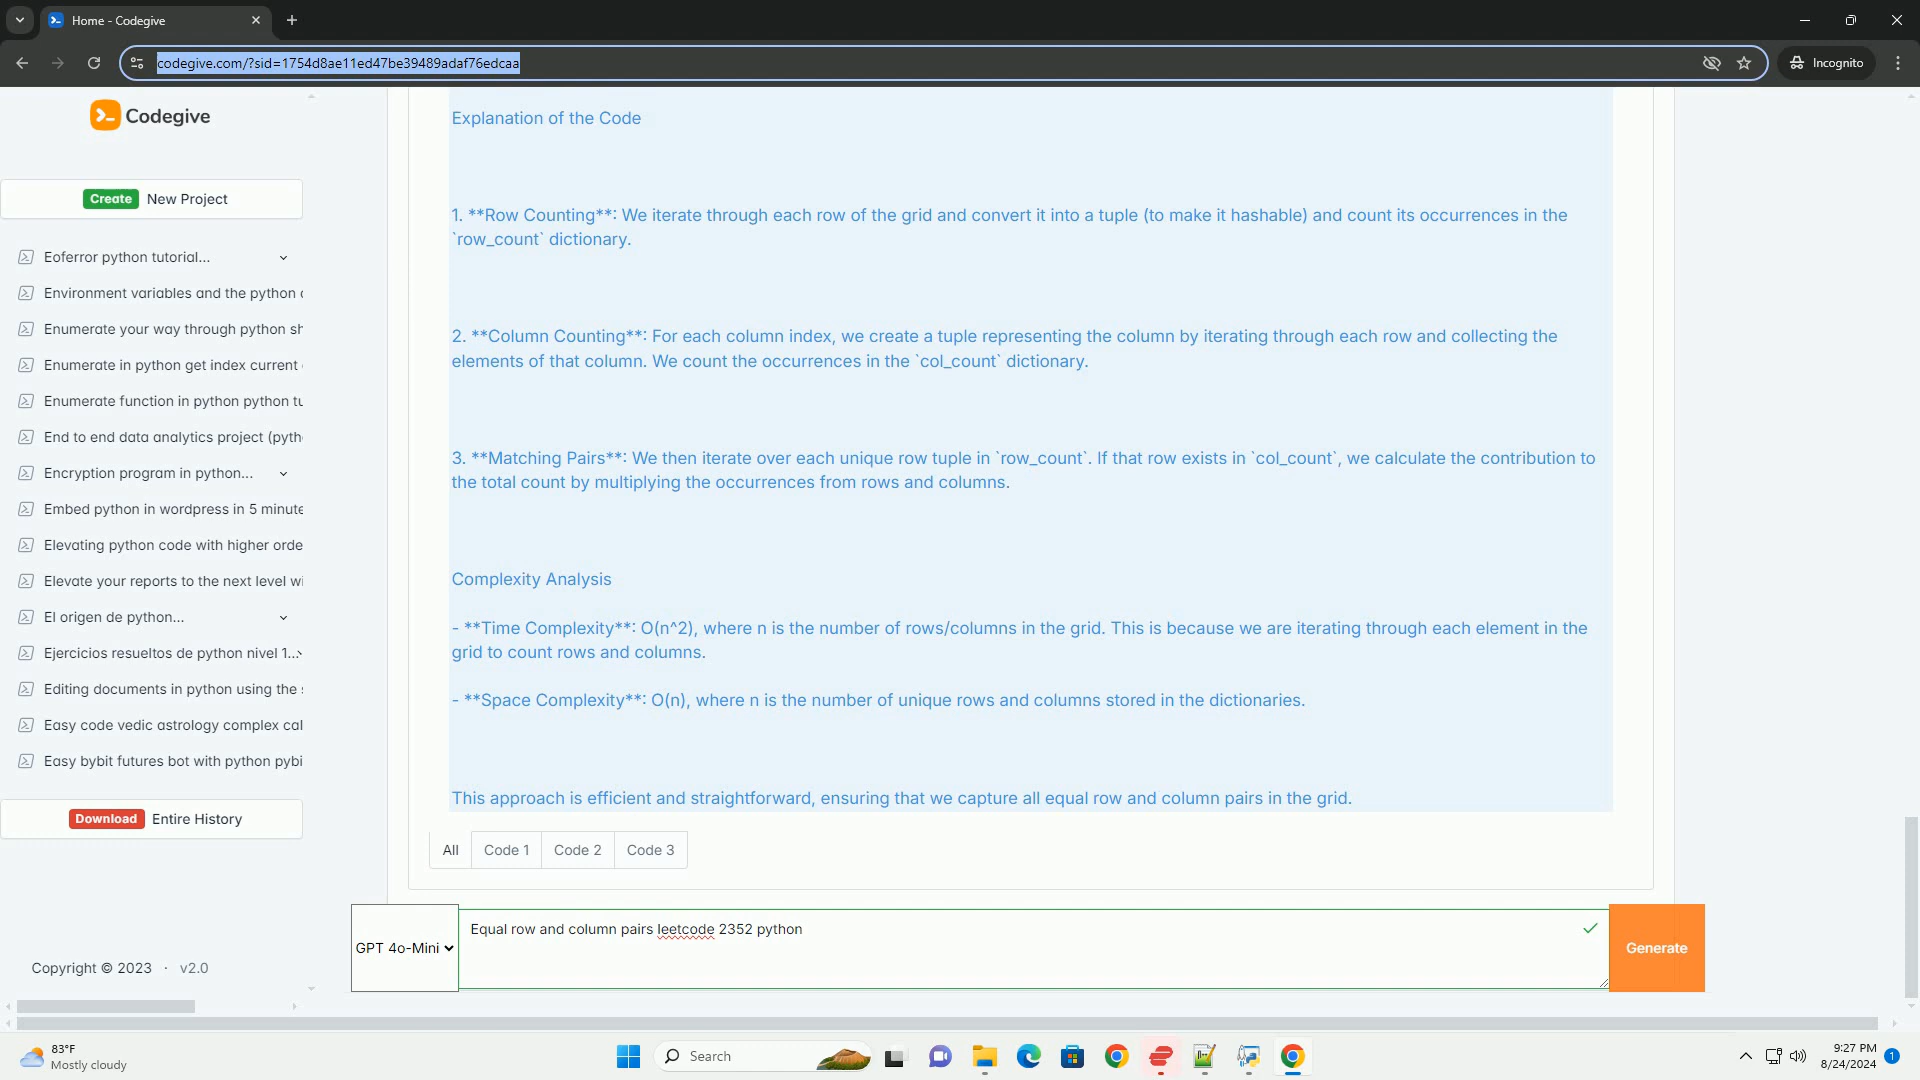 Home - Codegive
codegive.com/?sid=1754d8ae11ed47be39489adaf76edcaa
Incognito
Codegive
Create New Project
Eoferror python tutorial...
Environment variables and the python
Enumerate your way through python sh
Enumerate in python get index current
Enumerate function in python python tu
End to end data analytics project (pyth
Encryption program in python...
Embed python in wordpress in 5 minute
Elevating python code with higher orde
Elevate your reports to the next level wi
El origen de python...
Ejercicios resueltos de python nivel 1...
Editing documents in python using the
Easy code vedic astrology complex cal
Easy bybit futures bot with python pybi
Download Entire History
Copyright © 2023 · v2.0
Explanation of the Code
1. **Row Counting**: We iterate through each row of the grid and convert it into a tuple (to make it hashable) and count its occurrences in the
`row_count` dictionary.
2. **Column Counting**: For each column index, we create a tuple representing the column by iterating through each row and collecting the
elements of that column. We count the occurrences in the `col_count` dictionary.
3. **Matching Pairs**: We then iterate over each unique row tuple in `row_count`. If that row exists in `col_count`, we calculate the contribution to
the total count by multiplying the occurrences from rows and columns.
Complexity Analysis
- **Time Complexity**: O(n^2), where n is the number of rows/columns in the grid. This is because we are iterating through each element in the
grid to count rows and columns.
- **Space Complexity**: O(n), where n is the number of unique rows and columns stored in the dictionaries.
This approach is efficient and straightforward, ensuring that we capture all equal row and column pairs in the grid.
All Code 1 Code 2 Code 3
GPT 4o-Mini
Equal row and column pairs leetcode 2352 python
Generate
83°F
Mostly cloudy
Search
9:27 PM
8/24/2024
1